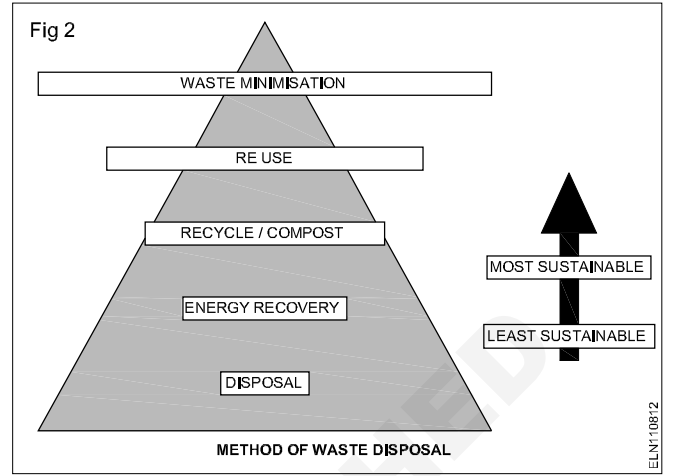 Fig 2
WASTE MINIMISATION
RE USE
RECYCLE / COMPOST
ENERGY RECOVERY
DISPOSAL
MOST SUSTAINABLE
LEAST SUSTAINABLE
METHOD OF WASTE DISPOSAL
ELN110812
HED